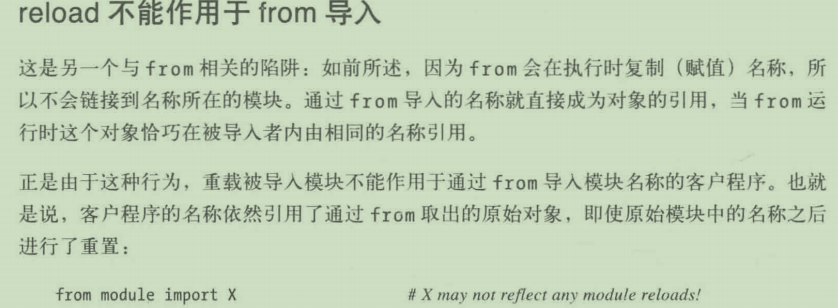 reload 不能作用于 from 导入
这是另一个与 from 相关的陷阱：如前所述，因为 from 会在执行时复制（赋值）名称，所
以不会链接到名称所在的模块。通过 from 导入的名称就直接成为对象的引用，当 from 运
行时这个对象恰巧在被导入者内由相同的名称引用。
正是由于这种行为，重载被导入模块不能作用于通过 from 导入模块名称的客户程序。也就
是说，客户程序的名称依然引用了通过 from 取出的原始对象，即使原始模块中的名称之后
进行了重置：
from module import X # X may not reflect any module reloads!